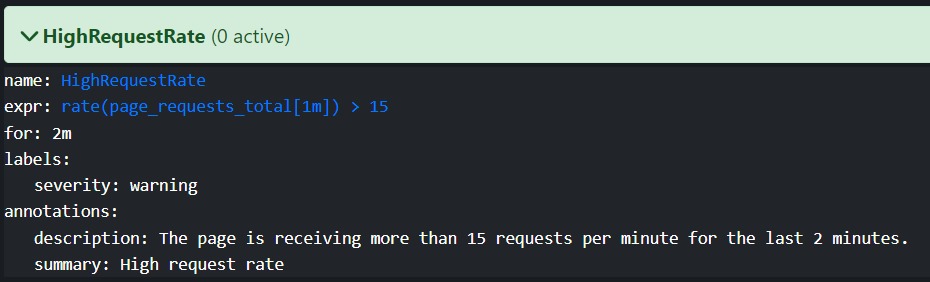 HighRequestRate (0 active)
name: HighRequestRate
expr: rate(page_requests_total[1m]) > 15
for: 2m
labels:
severity: warning
annotations:
description: The page is receiving more than 15 requests per minute for the last 2 minutes.
summary: High request rate